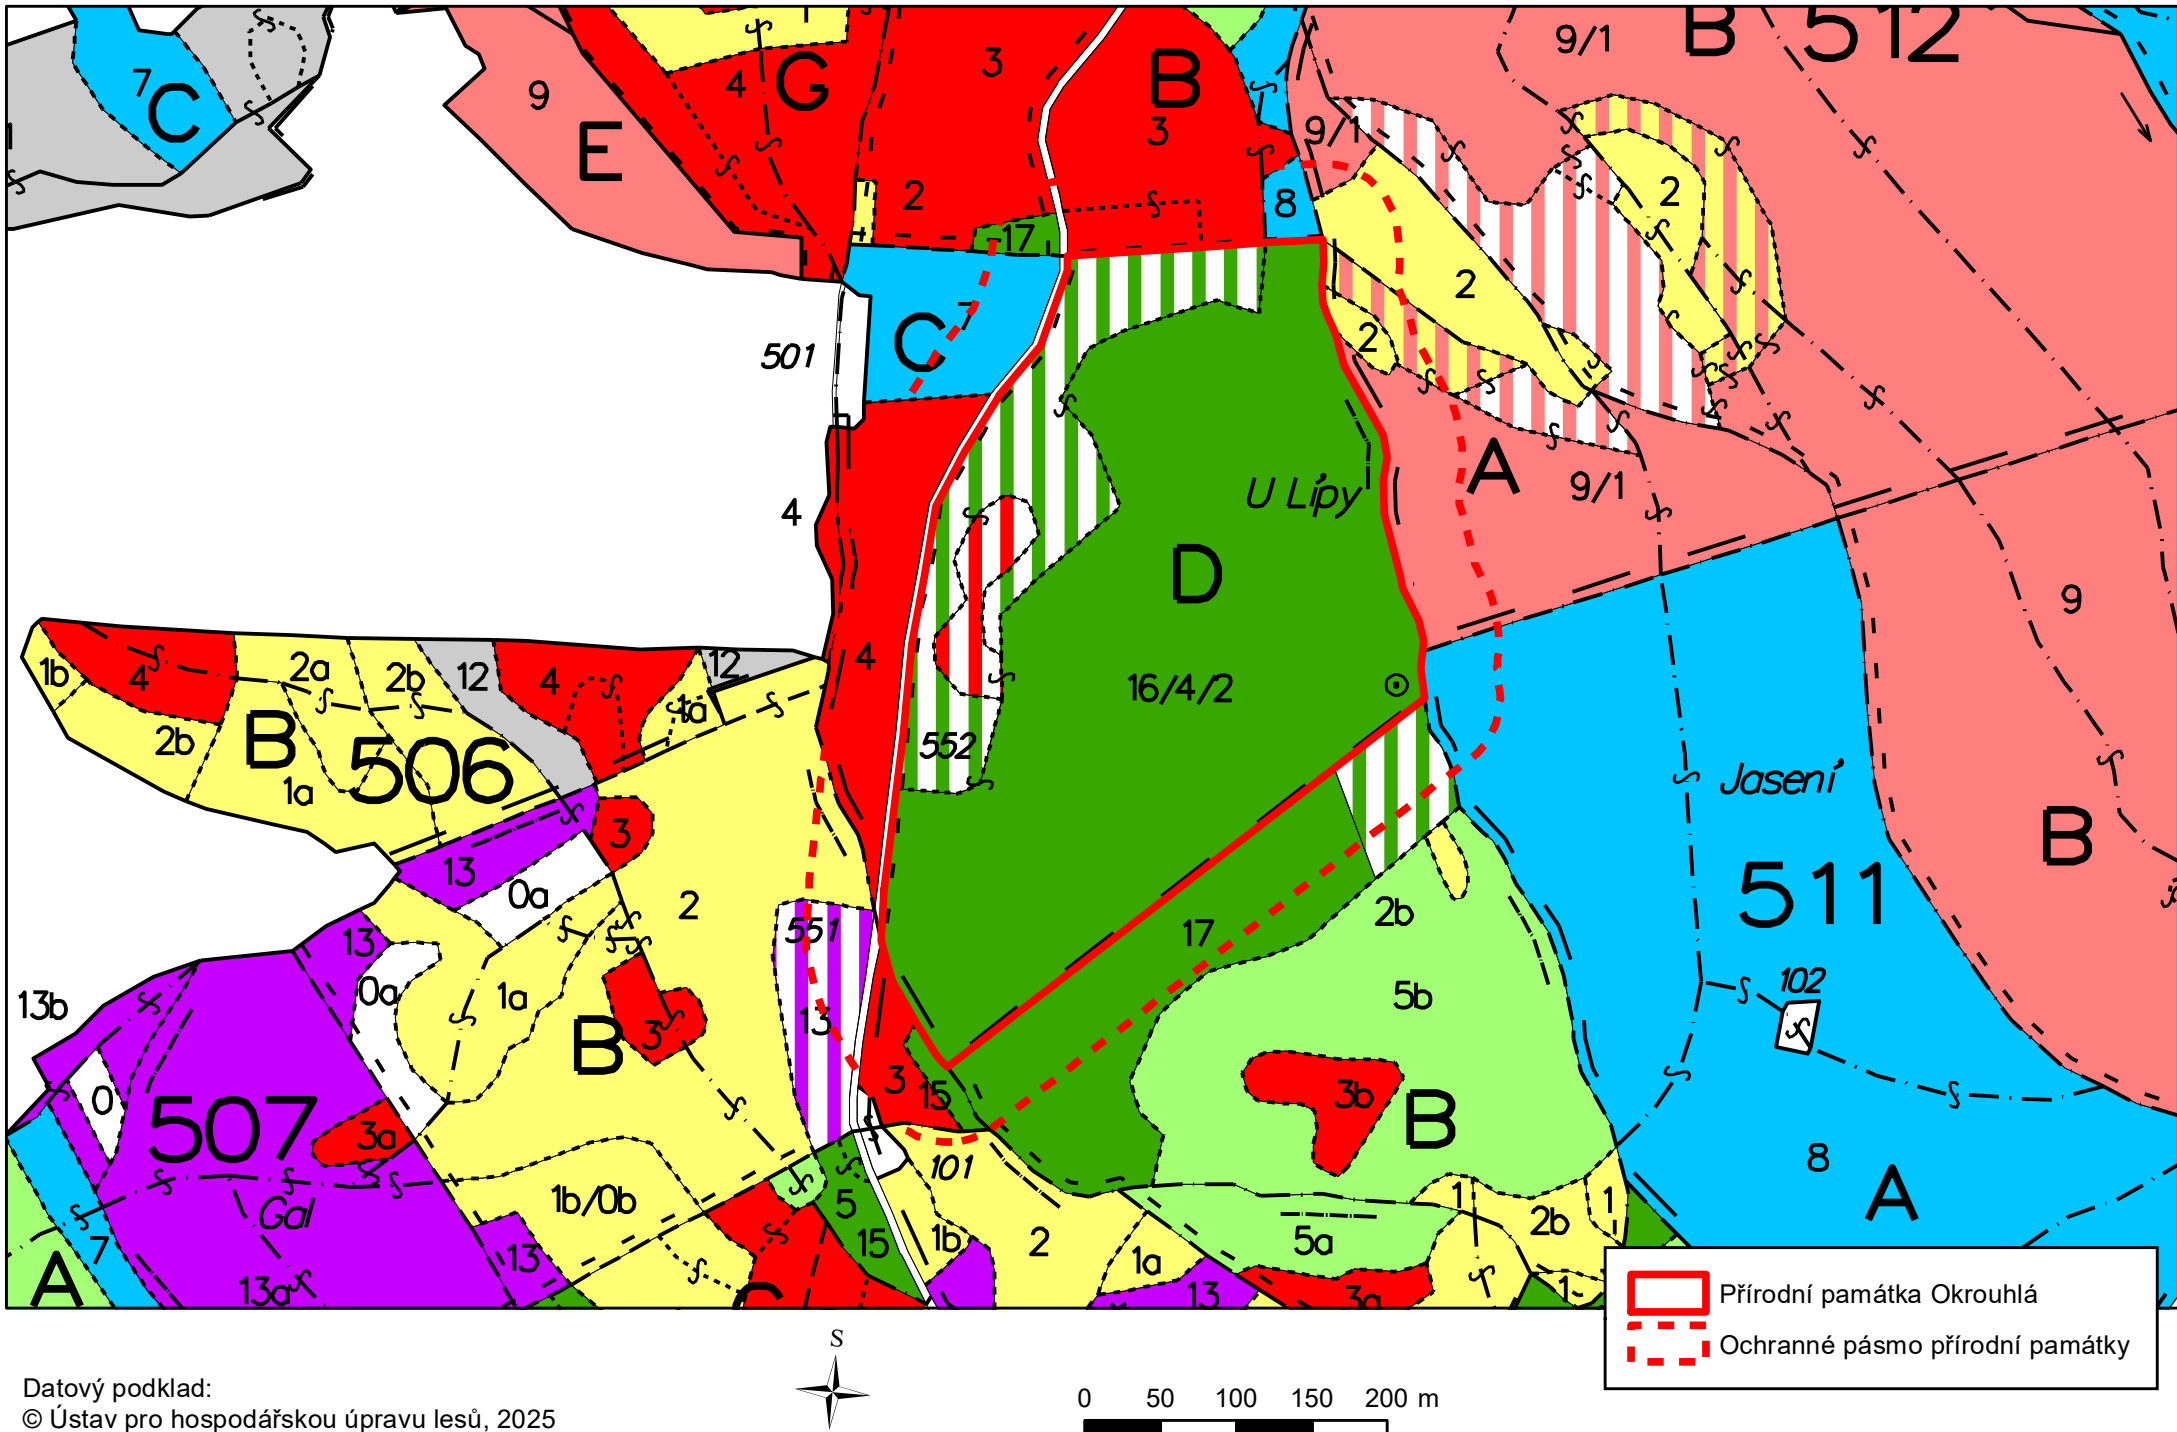 B 512
9/1
7 C
3
B
3
4 G
9
E
9/1
2
8
2
17
2
C 7
2
501
A
9/1
U Lípy
4
D
9
4
16/4/2
1b
4
2a
2b
12
4
12
1a
2b
B
506
1a
552
Jasení
B
3
13
0a
2
511
551
17
2b
13
0a
1a
13b
5b
102
B
3
13
3
15
3b
B
0
507
3a
8
101
A
1b/0b
5
1
1
2b
Gal
13
15
1b
2
1a
5a
7
A
13a
C
13
3a
1
Přírodní památka Okrouhlá
Ochranné pásmo přírodní památky
S
Datový podklad:
© Ústav pro hospodářskou úpravu lesů, 2025
0 50 100 150 200 m